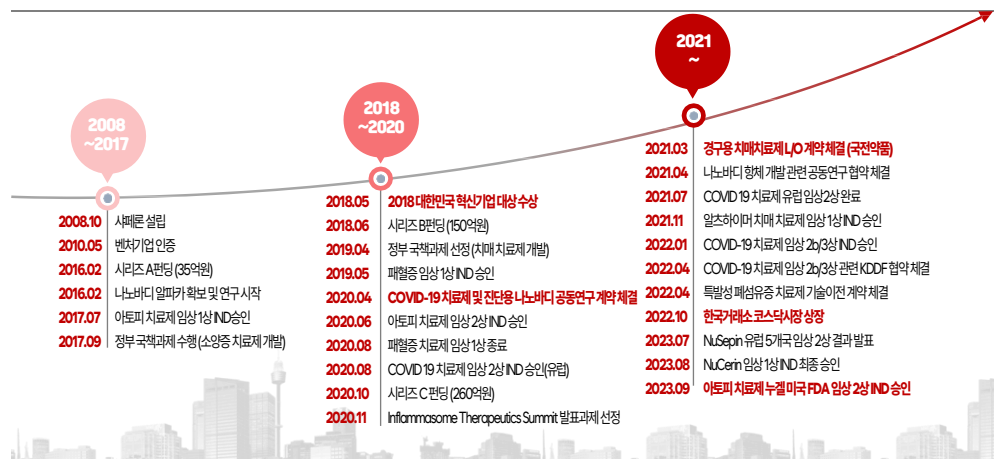 2008
~2017
2008.10 샤페론 설립
2010.05 벤처기업 인증
2016.02 시리즈 A펀딩 (35억원)
2016.02 나노바디 알파카 확보 및 연구 시작
2017.07 아토피 치료제 임상 1상 IND승인
2017.09 정부 국책과제 수행 (소양증 치료제 개발)
2018
~2020
2018.05 2018 대한민국 혁신기업 대상 수상
2018.06 시리즈 B펀딩 (150억원)
2019.04 정부 국책과제 선정 (치매 치료제 개발)
2019.05 패혈증 임상 1상 IND 승인
2020.04 COVID-19 치료제 및 진단용 나노바디 공동연구 계약 체결
2020.06 아토피 치료제 임상 2상 IND 승인
2020.08 패혈증 치료제 임상 1상 종료
2020.08 COVID 19 치료제 임상 2상 IND 승인(유럽)
2020.10 시리즈 C 펀딩 (260억원)
2020.11 Inflammasome Therapeutics Summit 발표과제 선정
2021
~
2021.03 경구용 치매치료제 L/O 계약 체결 (국전약품)
2021.04 나노바디 항체 개발 관련 공동연구 협약 체결
2021.07 COVID 19 치료제 유럽 임상2상 완료
2021.11 알츠하이머 치매 치료제 임상 1상 IND 승인
2022.01 COVID-19 치료제 임상 2b/3상 IND 승인
2022.04 COVID-19 치료제 임상 2b/3상 관련 KDDF 협약 체결
2022.04 특발성 폐섬유증 치료제 기술이전 계약 체결
2022.10 한국거래소 코스닥시장 상장
2023.07 NuSepin 유럽 5개국 임상 2상 결과 발표
2023.08 NuCerin 임상 1상 IND 최종 승인
2023.09 아토피 치료제 누겔 미국 FDA 임상 2상 IND 승인